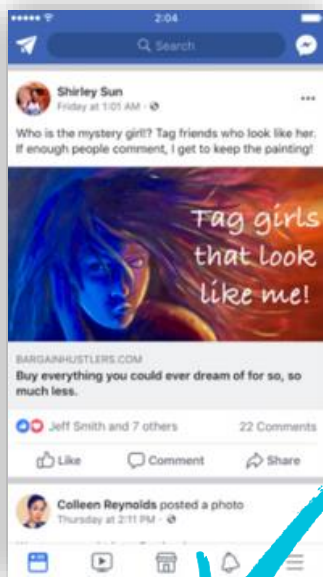 2:04
Search
Shirley Sun
Friday at 1:01 AM ·
Who is the mystery girl!? Tag friends who look like her.
If enough people comment, I get to keep the painting!
Tag girls
that look
like me!
BARGAINHUSTLERS.COM
Buy everything you could ever dream of for so, so
much less.
Jeff Smith and 7 others 22 Comments
Like Comment Share
Colleen Reynolds posted a photo
Thursday at 2:11 PM ·